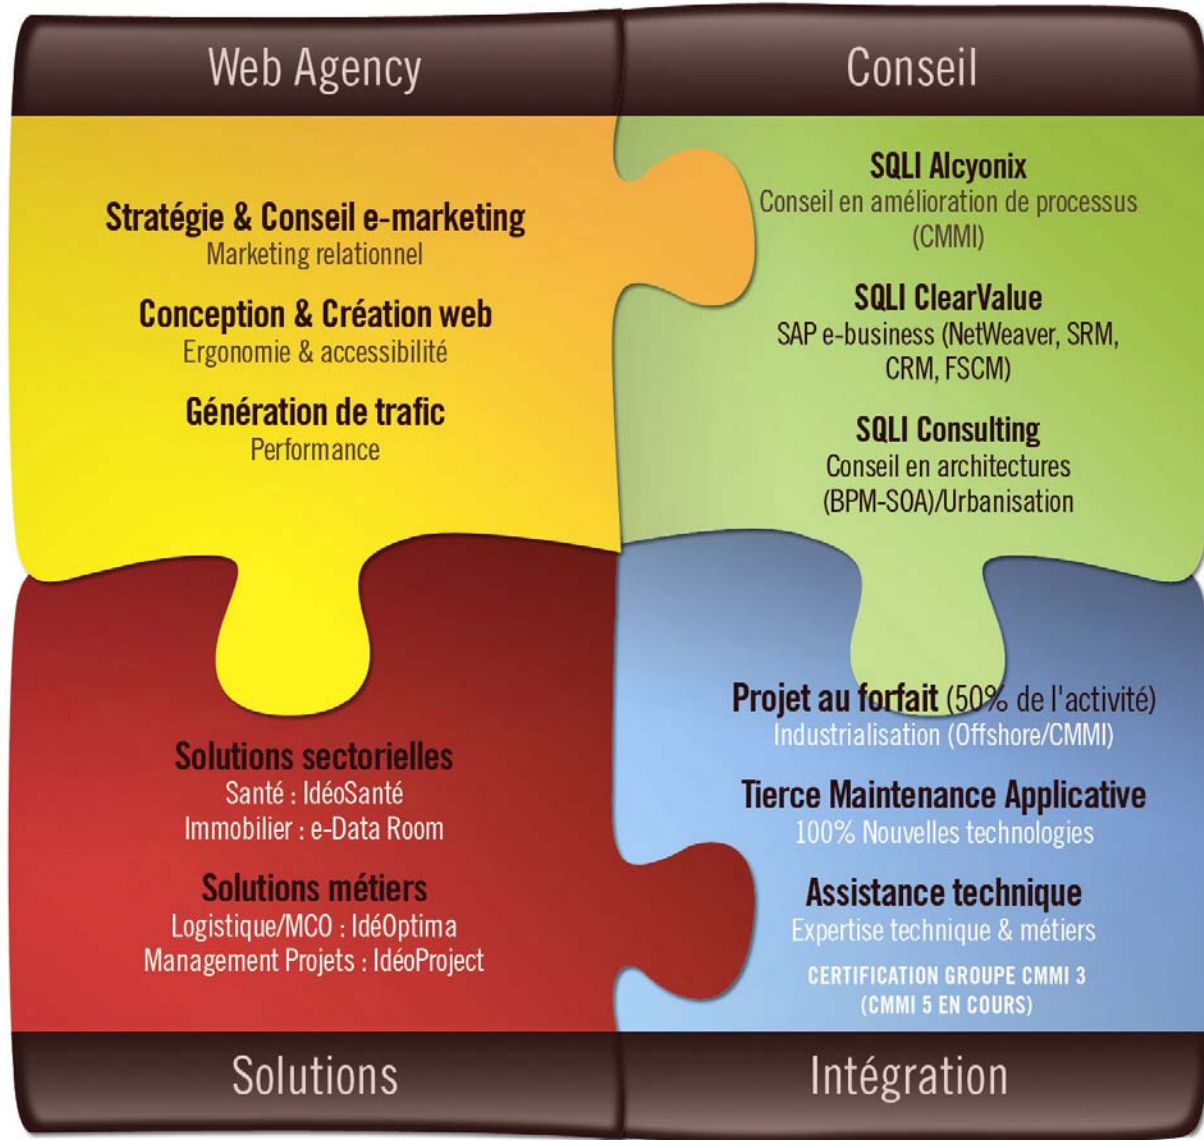 Web Agency
Stratégie & Conseil e-marketing
Marketing relationnel
Conception & Création web
Ergonomie & accessibilité
Génération de trafic
Performance
Conseil
SQLI Alcyonix
Conseil en amélioration de processus
(CMMI)
SQLI ClearValue
SAP e-business (NetWeaver, SRM,
CRM, FSCM)
SQLI Consulting
Conseil en architectures
(BPM-SOA)/Urbanisation
Solutions sectorielles
Santé : IdéoSanté
Immobilier : e-Data Room
Solutions métiers
Logistique/MCO : IdéOptima
Management Projets : IdéoProject
Solutions
Projet au forfait (50% de l'activité)
Industrialisation (Offshore/CMMI)
Tierce Maintenance Applicative
100% Nouvelles technologies
Assistance technique
Expertise technique & métiers
CERTIFICATION GROUPE CMMI 3
(CMMI 5 EN COURS)
Intégration